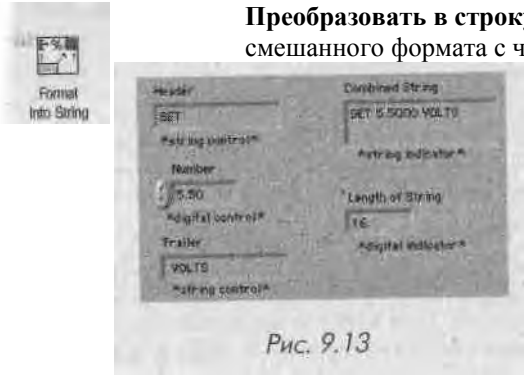 Преобразовать в строку
смешанного формата с ч
Format
Into String
Header
SET
*string control*
Number
5.50
*digital control*
Trailer
VOLTS
*string control*
Combined String
SET 5.5000 VOLTS
*string indicator*
Length of String
16
*digital indicator*
Рис. 9.13